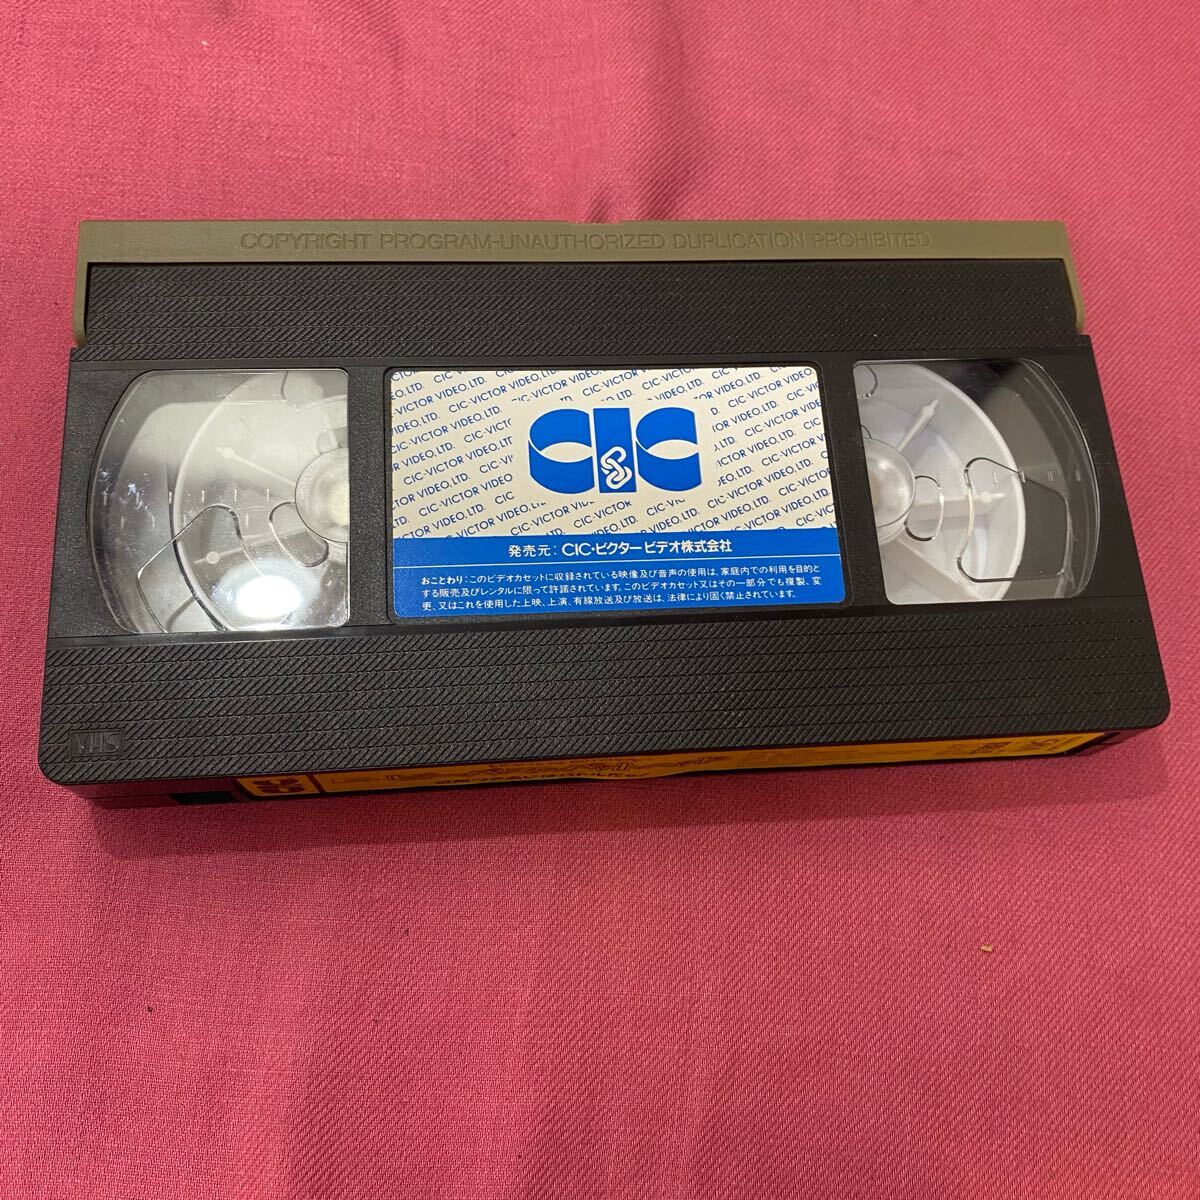 COPYRIGHT PROGRAM-UNAUTHORIZED DUPLICATION PROHIBITED
CIC-VICTOR VIDEO, LTD.
CIC
発売元：CIC・ビクター ビデオ株式会社
おことわり：このビデオカセットに収録されている映像及び音声の使用は、家庭内での利用を目的と
する販売及びレンタルに限って許諾されています。このビデオカセット又はその一部分でも複製、変
更、又はこれを使用した上映、上演、有線放送及び放送は、法律により固く禁止されています。
VHS